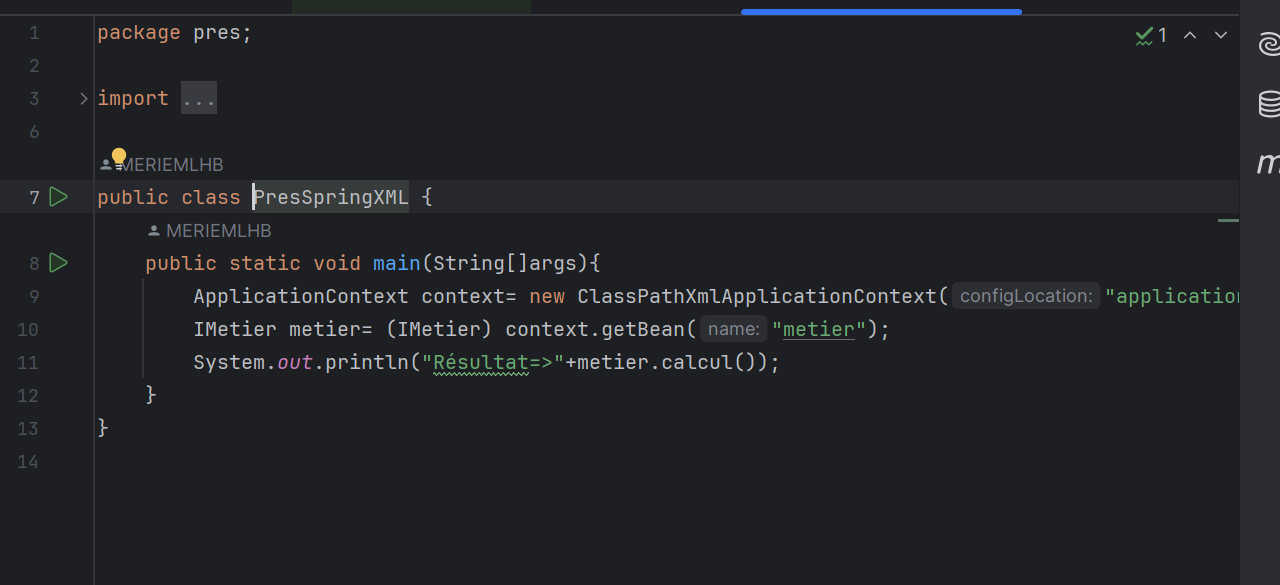 1 package pres;
2
3 import ...
6
MERIEMLHB
7 public class PresSpringXML {
MERIEMLHB
8 public static void main(String[]args){
9 ApplicationContext context= new ClassPathXmlApplicationContext( configLocation: "application
10 IMetier metier= (IMetier) context.getBean( name: "metier");
11 System.out.println("Résultat=>"+metier.calcul());
12 }
13 }
14
1
m